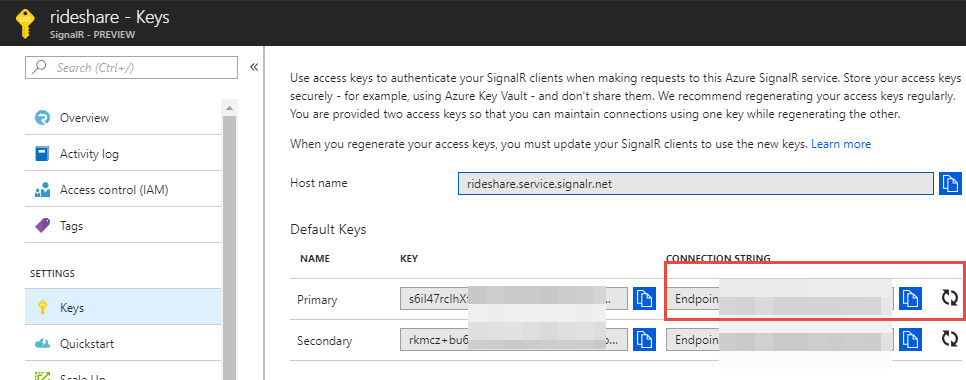 rideshare - Keys
SignalR - PREVIEW
Search (Ctrl+/)
«
Overview
Activity log
Access control (IAM)
Tags
SETTINGS
Keys
Quickstart
Scale Up
Use access keys to authenticate your SignalR clients when making requests to this Azure SignalR service. Store your access keys
securely - for example, using Azure Key Vault - and don't share them. We recommend regenerating your access keys regularly.
You are provided two access keys so that you can maintain connections using one key while regenerating the other.
When you regenerate your access keys, you must update your SignalR clients to use the new keys. Learn more
Host name rideshare.service.signalr.net
Default Keys
NAME KEY CONNECTION STRING
Primary ... Endpoin
Secondary rkmcz+bu6 ... Endpoin